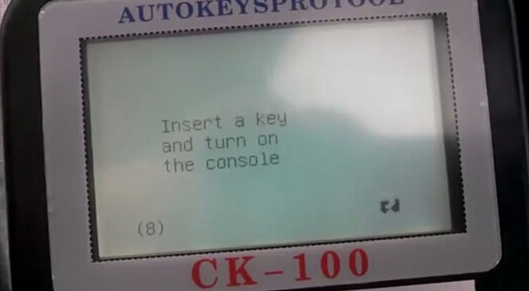 AUTOKEYSPROTOOL
Insert a key
and turn on
the console
(8)
CK-100